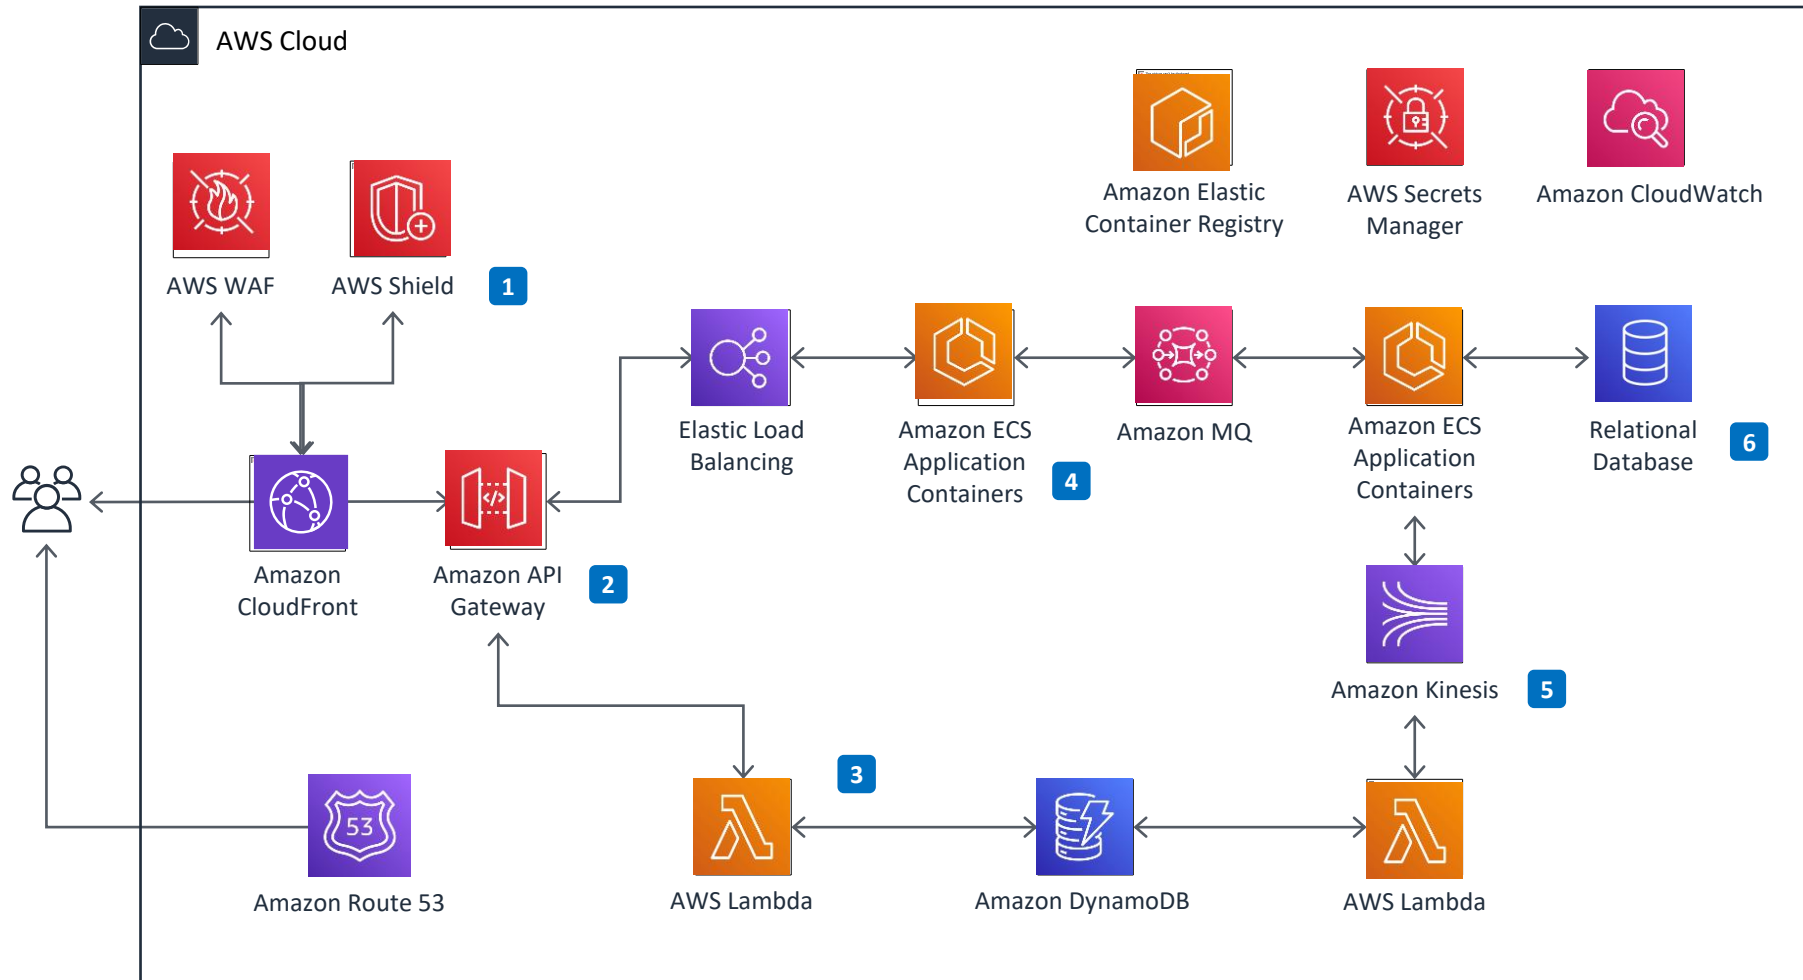 AWS Cloud
Amazon Elastic
Container Registry
AWS Secrets
Manager
Amazon CloudWatch
AWS WAF
AWS Shield
1
Elastic Load
Balancing
Amazon ECS
Application
Containers
4
Amazon MQ
Amazon ECS
Application
Containers
Relational
Database
6
Amazon
CloudFront
Amazon API
Gateway
2
Amazon Kinesis
5
3
53
Amazon Route 53
AWS Lambda
Amazon DynamoDB
AWS Lambda